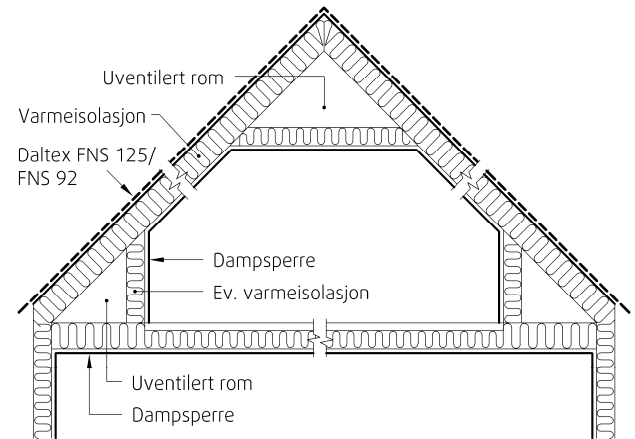 Uventilert rom
Varmeisolasjon
Daltex FNS 125/
FNS 92
Dampsperre
Ev. varmeisolasjon
Uventilert rom
Dampsperre